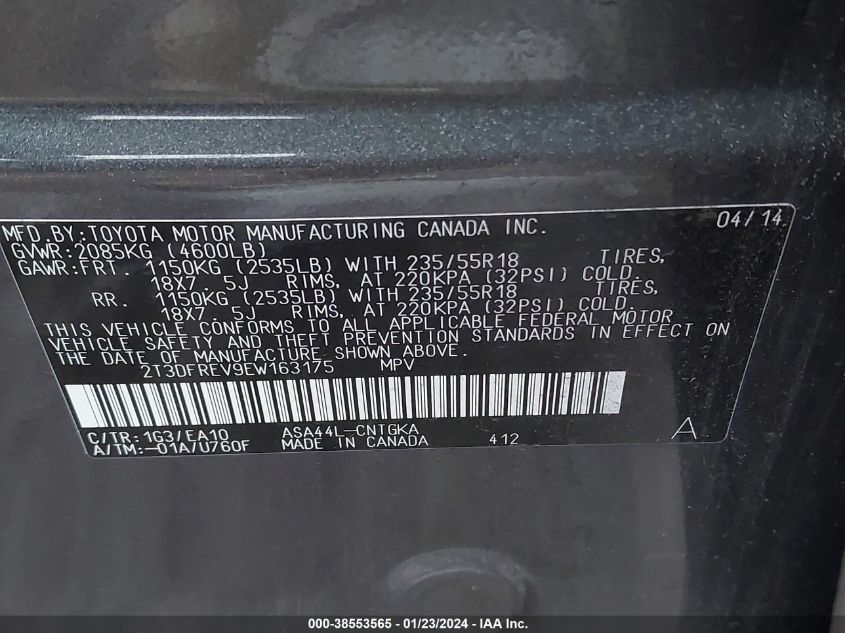 MFD.BY:TOYOTA MOTOR MANUFACTURING CANADA INC. 04/14
GVWR:2085KG (4600LB)
GAWR:FRT. 1150KG (2535LB) WITH 235/55R18 TIRES,
18X7.5J RIMS, AT 220KPA (32PSI) COLD.
RR. 1150KG (2535LB) WITH 235/55R18 TIRES,
18X7.5J RIMS, AT 220KPA (32PSI) COLD.
THIS VEHICLE CONFORMS TO ALL APPLICABLE FEDERAL MOTOR
VEHICLE SAFETY AND THEFT PREVENTION STANDARDS IN EFFECT ON
THE DATE OF MANUFACTURE SHOWN ABOVE.
2T3DFREV9EW163175 MPV
C/TR:1G3/EA10 ASA44L-CNTGKA A
A/TM:-01A/U760F MADE IN CANADA 412
000-38553565 - 01/23/2024 - IAA Inc.